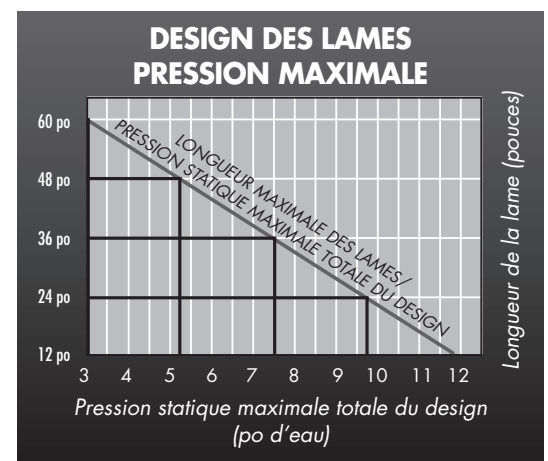 DESIGN DES LAMES
PRESSION MAXIMALE
60 po
48 po
36 po
24 po
12 po
LONGUEUR MAXIMALE DES LAMES/
PRESSION STATIQUE MAXIMALE TOTALE DU DESIGN
Longueur de la lame (pouces)
3 4 5 6 7 8 9 10 11 12
Pression statique maximale totale du design
(po d'eau)